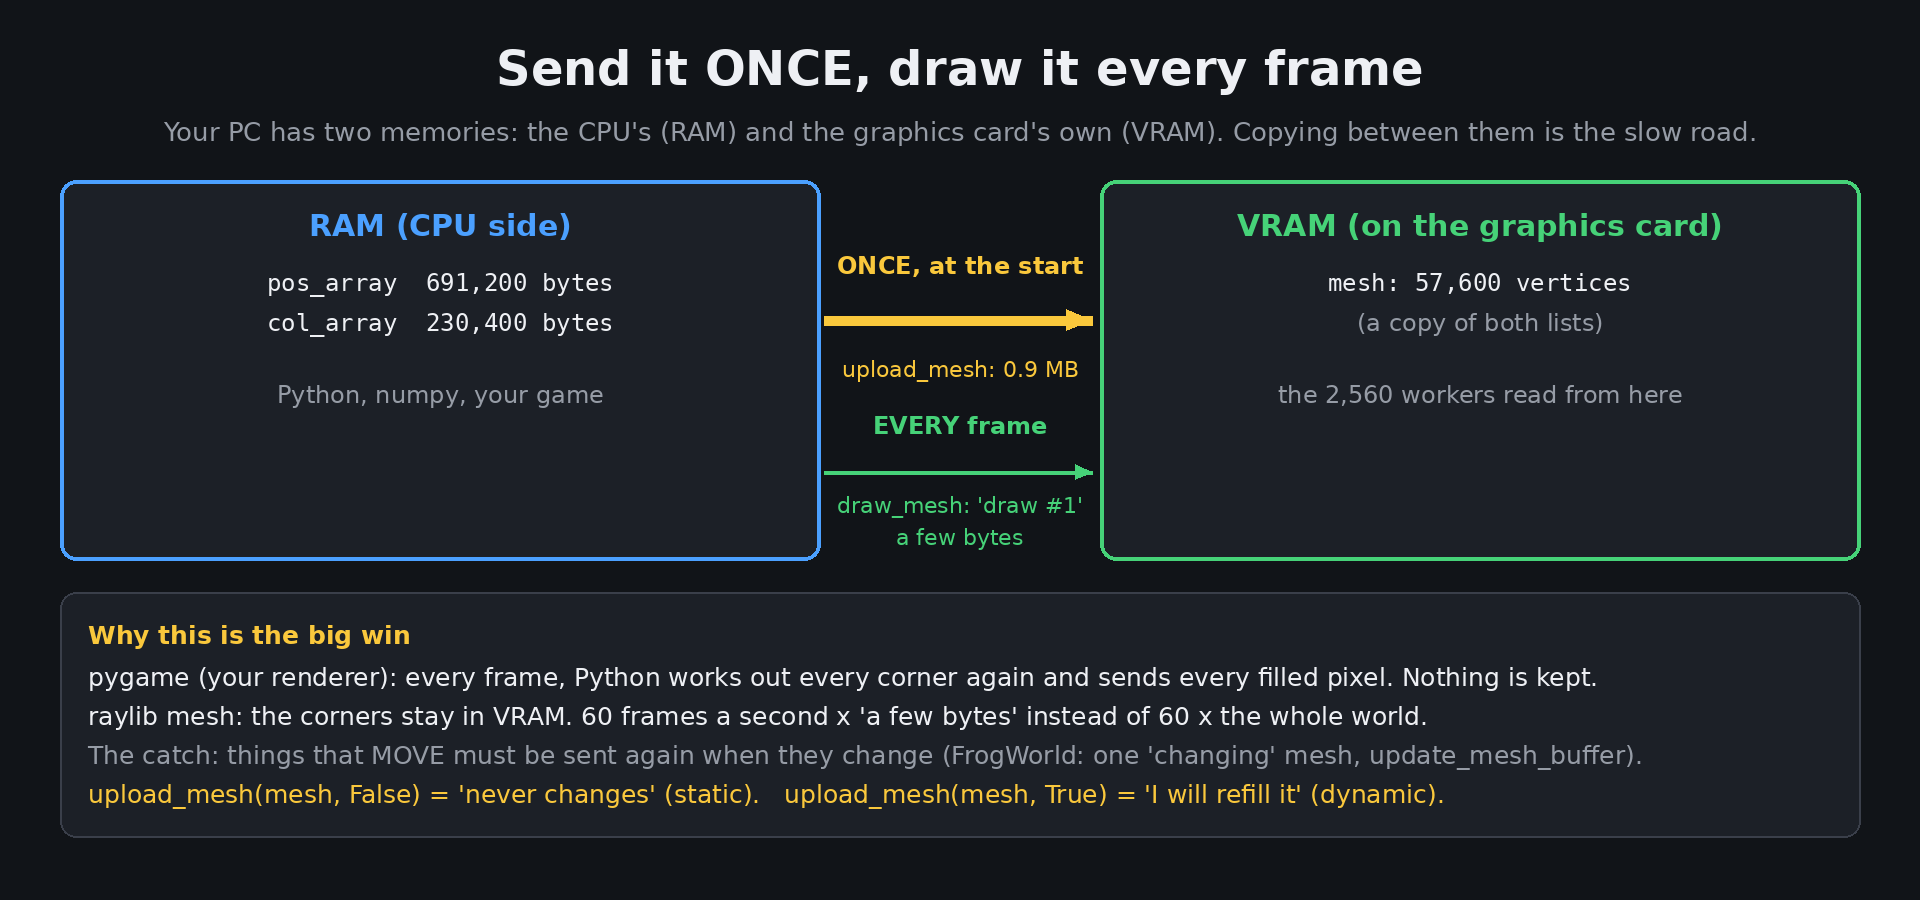 Send it ONCE, draw it every frame
Your PC has two memories: the CPU's (RAM) and the graphics card's own (VRAM). Copying between them is the slow road.
RAM (CPU side)
pos_array  691,200 bytes
col_array  230,400 bytes
Python, numpy, your game
ONCE, at the start
upload_mesh: 0.9 MB
EVERY frame
draw_mesh: 'draw #1'
a few bytes
VRAM (on the graphics card)
mesh: 57,600 vertices
(a copy of both lists)
the 2,560 workers read from here
Why this is the big win
pygame (your renderer): every frame, Python works out every corner again and sends every filled pixel. Nothing is kept.
raylib mesh: the corners stay in VRAM. 60 frames a second x 'a few bytes' instead of 60 x the whole world.
The catch: things that MOVE must be sent again when they change (FrogWorld: one 'changing' mesh, update_mesh_buffer).
upload_mesh(mesh, False) = 'never changes' (static).   upload_mesh(mesh, True) = 'I will refill it' (dynamic).